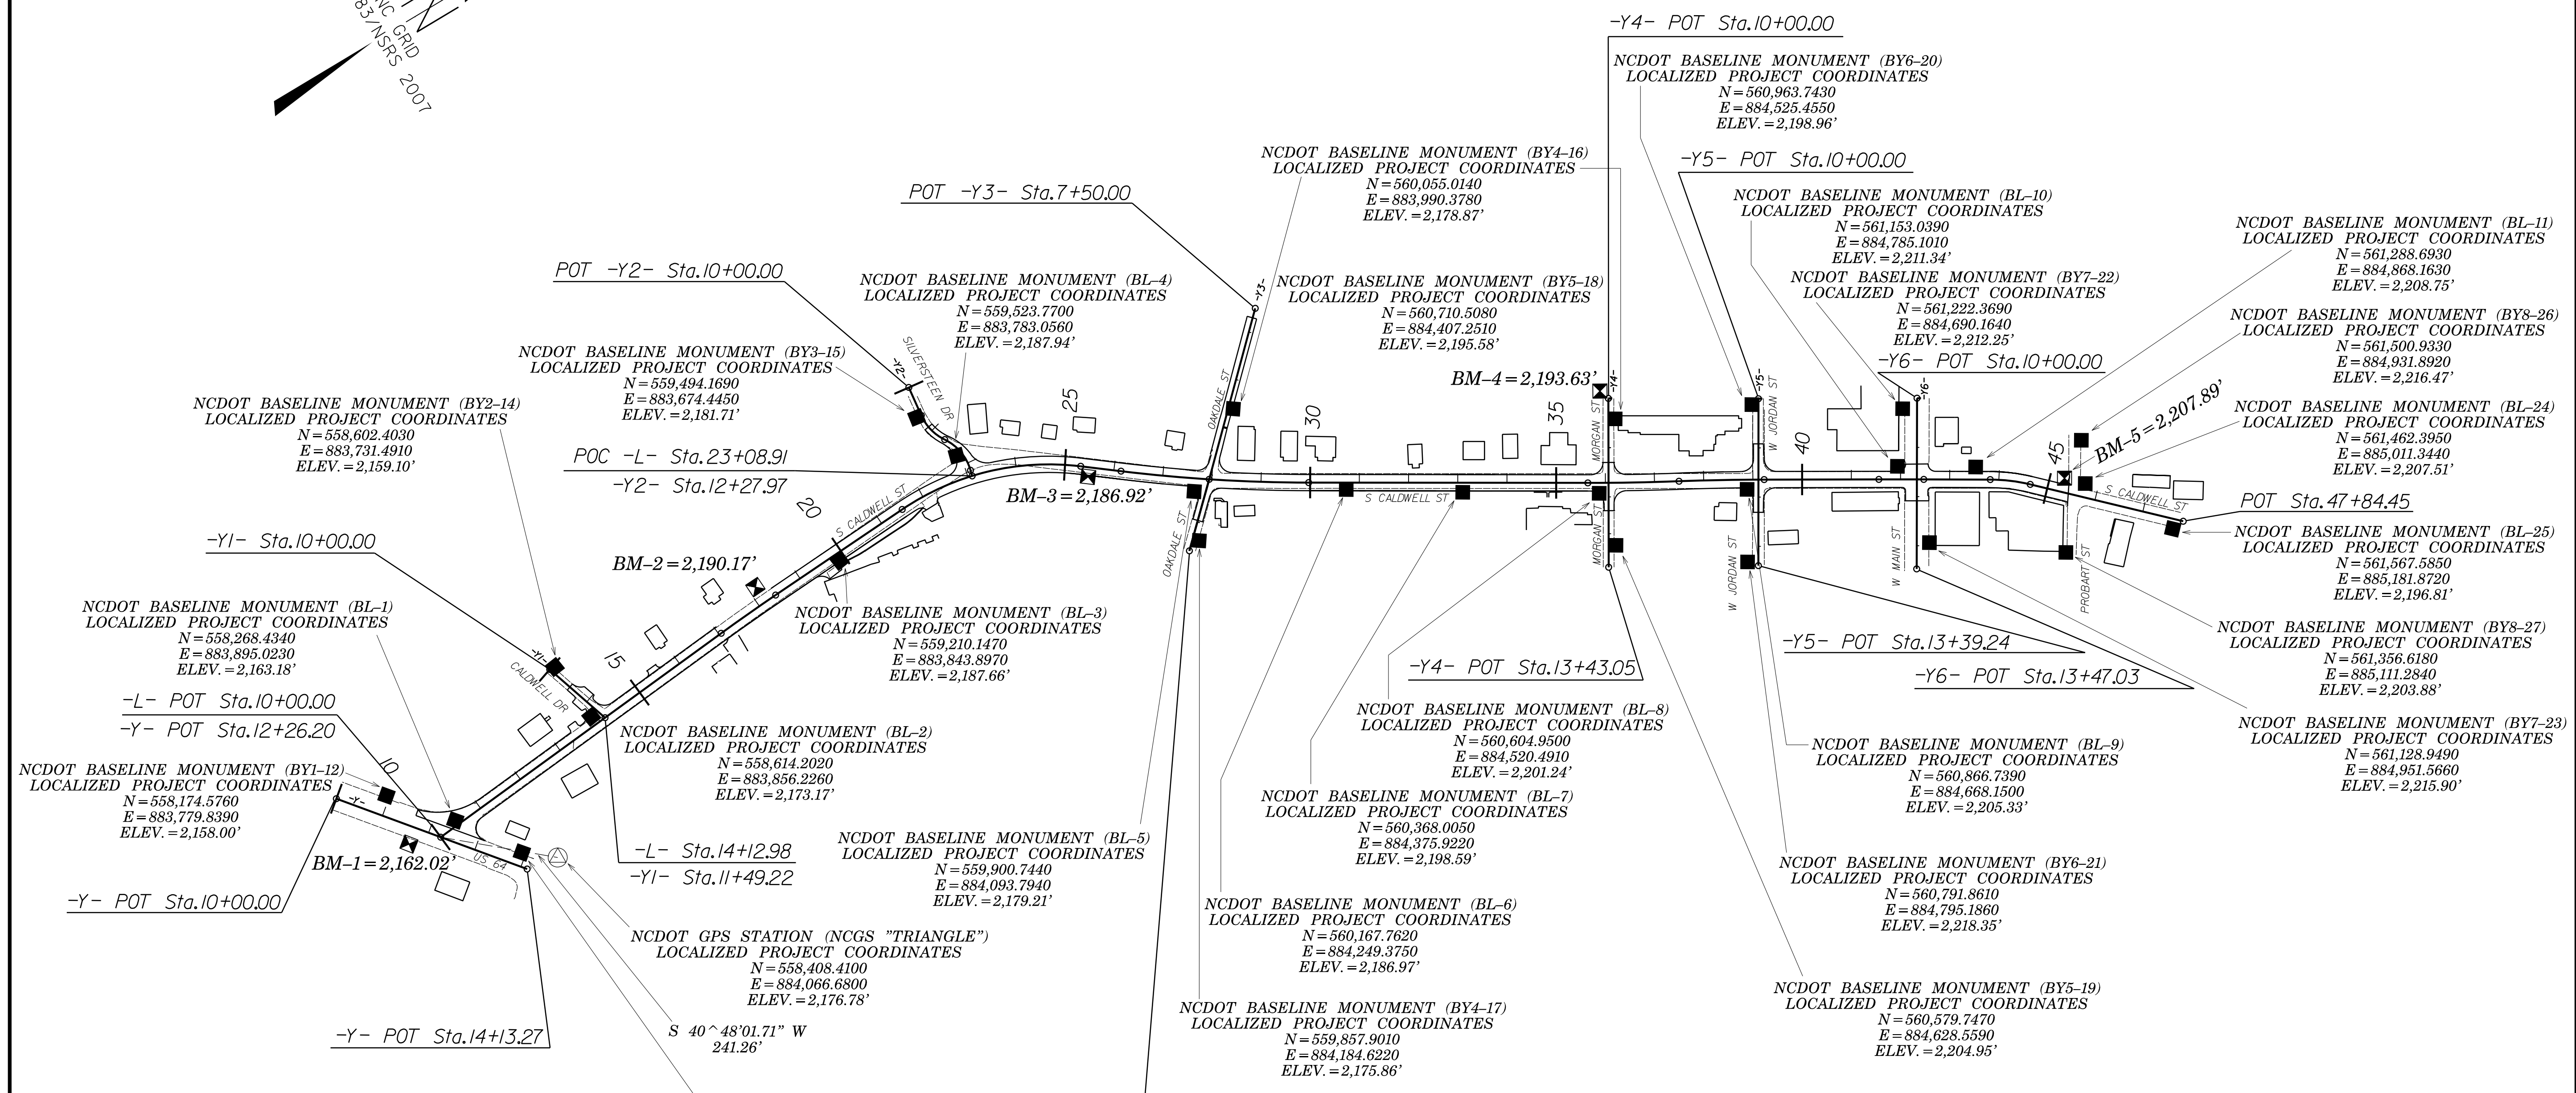 NC GRID
83/NSRS 2007
-Y4- POT Sta.10+00.00
NCDOT BASELINE MONUMENT (BY6-20)
LOCALIZED PROJECT COORDINATES
N=560,963.7430
E=884,525.4550
ELEV.=2,198.96'
-Y5- POT Sta.10+00.00
NCDOT BASELINE MONUMENT (BY4-16)
LOCALIZED PROJECT COORDINATES
N=560,055.0140
E=883,990.3780
ELEV.=2,178.87'
POT -Y3- Sta.7+50.00
NCDOT BASELINE MONUMENT (BL-10)
LOCALIZED PROJECT COORDINATES
N=561,153.0390
E=884,785.1010
ELEV.=2,211.34'
NCDOT BASELINE MONUMENT (BL-11)
LOCALIZED PROJECT COORDINATES
N=561,288.6930
E=884,868.1630
ELEV.=2,208.75'
POT -Y2- Sta.10+00.00
NCDOT BASELINE MONUMENT (BL-4)
LOCALIZED PROJECT COORDINATES
N=559,523.7700
E=883,783.0560
ELEV.=2,187.94'
NCDOT BASELINE MONUMENT (BY5-18)
LOCALIZED PROJECT COORDINATES
N=560,710.5080
E=884,407.2510
ELEV.=2,195.58'
NCDOT BASELINE MONUMENT (BY7-22)
LOCALIZED PROJECT COORDINATES
N=561,222.3690
E=884,690.1640
ELEV.=2,212.25'
-Y6- POT Sta.10+00.00
NCDOT BASELINE MONUMENT (BY8-26)
LOCALIZED PROJECT COORDINATES
N=561,500.9330
E=884,931.8920
ELEV.=2,216.47'
NCDOT BASELINE MONUMENT (BY3-15)
LOCALIZED PROJECT COORDINATES
N=559,494.1690
E=883,674.4450
ELEV.=2,181.71'
-Y2-
SILVERSTEEN DR
-Y3-
OAKDALE ST
BM-4=2,193.63'
-Y4-
MORGAN ST
-Y5-
W JORDAN ST
-Y6-
BM-5=2,207.89'
NCDOT BASELINE MONUMENT (BL-24)
LOCALIZED PROJECT COORDINATES
N=561,462.3950
E=885,011.3440
ELEV.=2,207.51'
NCDOT BASELINE MONUMENT (BY2-14)
LOCALIZED PROJECT COORDINATES
N=558,602.4030
E=883,731.4910
ELEV.=2,159.10'
25
30
35
40
45
POC -L- Sta.23+08.91
-Y2- Sta.12+27.97
BM-3=2,186.92'
S CALDWELL ST
S CALDWELL ST
S CALDWELL ST
POT Sta.47+84.45
20
NCDOT BASELINE MONUMENT (BL-25)
LOCALIZED PROJECT COORDINATES
N=561,567.5850
E=885,181.8720
ELEV.=2,196.81'
-Y1- Sta.10+00.00
BM-2=2,190.17'
OAKDALE ST
MORGAN ST
W JORDAN ST
W MAIN ST
PROBART ST
NCDOT BASELINE MONUMENT (BL-1)
LOCALIZED PROJECT COORDINATES
N=558,268.4340
E=883,895.0230
ELEV.=2,163.18'
NCDOT BASELINE MONUMENT (BL-3)
LOCALIZED PROJECT COORDINATES
N=559,210.1470
E=883,843.8970
ELEV.=2,187.66'
-Y1-
CALDWELL DR
15
-Y4- POT Sta.13+43.05
-Y5- POT Sta.13+39.24
-Y6- POT Sta.13+47.03
NCDOT BASELINE MONUMENT (BY8-27)
LOCALIZED PROJECT COORDINATES
N=561,356.6180
E=885,111.2840
ELEV.=2,203.88'
-L- POT Sta.10+00.00
-Y- POT Sta.12+26.20
NCDOT BASELINE MONUMENT (BL-2)
LOCALIZED PROJECT COORDINATES
N=558,614.2020
E=883,856.2260
ELEV.=2,173.17'
NCDOT BASELINE MONUMENT (BL-8)
LOCALIZED PROJECT COORDINATES
N=560,604.9500
E=884,520.4910
ELEV.=2,201.24'
NCDOT BASELINE MONUMENT (BL-9)
LOCALIZED PROJECT COORDINATES
N=560,866.7390
E=884,668.1500
ELEV.=2,205.33'
NCDOT BASELINE MONUMENT (BY7-23)
LOCALIZED PROJECT COORDINATES
N=561,128.9490
E=884,951.5660
ELEV.=2,215.90'
NCDOT BASELINE MONUMENT (BY1-12)
LOCALIZED PROJECT COORDINATES
N=558,174.5760
E=883,779.8390
ELEV.=2,158.00'
10
-Y-
US 64
BM-1=2,162.02'
-L- Sta.14+12.98
-Y1- Sta.11+49.22
NCDOT BASELINE MONUMENT (BL-5)
LOCALIZED PROJECT COORDINATES
N=559,900.7440
E=884,093.7940
ELEV.=2,179.21'
NCDOT BASELINE MONUMENT (BL-7)
LOCALIZED PROJECT COORDINATES
N=560,368.0050
E=884,375.9220
ELEV.=2,198.59'
NCDOT BASELINE MONUMENT (BY6-21)
LOCALIZED PROJECT COORDINATES
N=560,791.8610
E=884,795.1860
ELEV.=2,218.35'
-Y- POT Sta.10+00.00
NCDOT GPS STATION (NCGS "TRIANGLE")
LOCALIZED PROJECT COORDINATES
N=558,408.4100
E=884,066.6800
ELEV.=2,176.78'
NCDOT BASELINE MONUMENT (BL-6)
LOCALIZED PROJECT COORDINATES
N=560,167.7620
E=884,249.3750
ELEV.=2,186.97'
NCDOT BASELINE MONUMENT (BY5-19)
LOCALIZED PROJECT COORDINATES
N=560,579.7470
E=884,628.5590
ELEV.=2,204.95'
-Y- POT Sta.14+13.27
S 40^48'01.71" W
241.26'
NCDOT BASELINE MONUMENT (BY4-17)
LOCALIZED PROJECT COORDINATES
N=559,857.9010
E=884,184.6220
ELEV.=2,175.86'